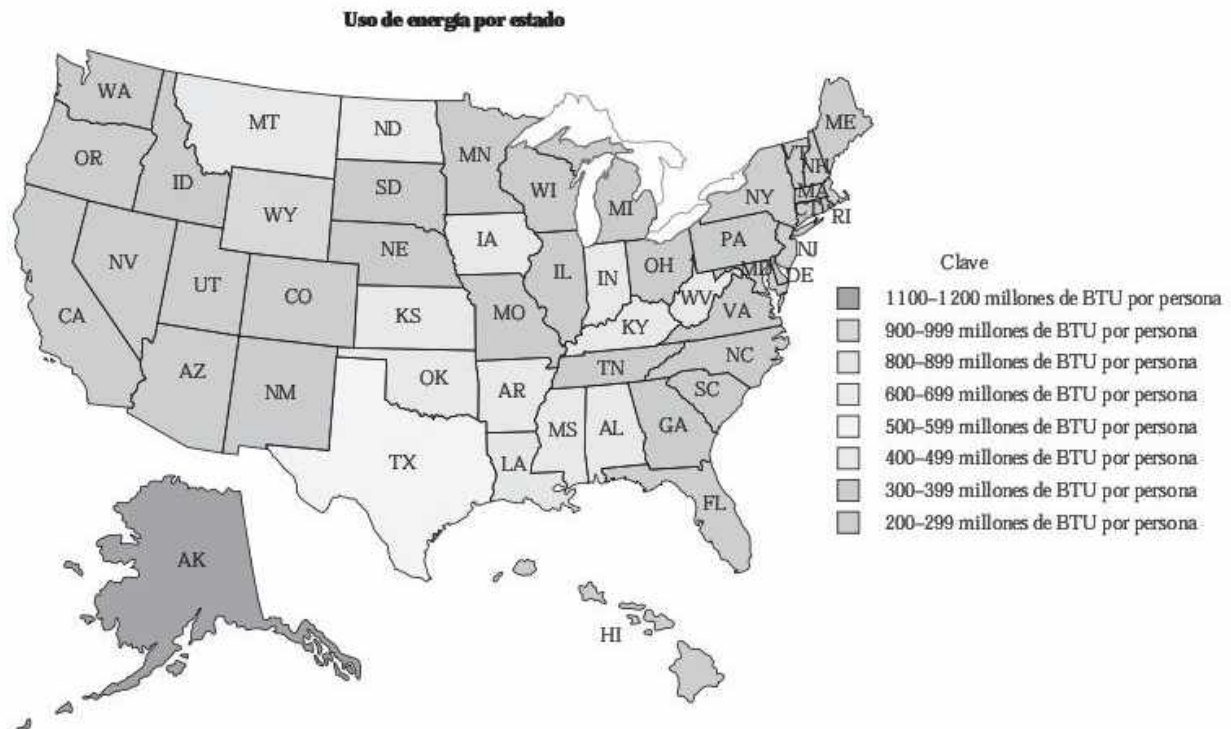 Uso de energía por estado
WA
MT
ND
MN
ME
OR
ID
SD
WI
VT
NH
NY
MA
WY
MI
CT
RI
IA
NE
PA
NJ
NV
UT
CO
IL
IN
OH
MD
DE
CA
KS
MO
WV
VA
KY
AZ
NM
OK
TN
NC
AR
SC
MS
AL
GA
TX
LA
FL
AK
HI
Clave
1100–1200 millones de BTU por persona
900–999 millones de BTU por persona
800–899 millones de BTU por persona
600–699 millones de BTU por persona
500–599 millones de BTU por persona
400–499 millones de BTU por persona
300–399 millones de BTU por persona
200–299 millones de BTU por persona